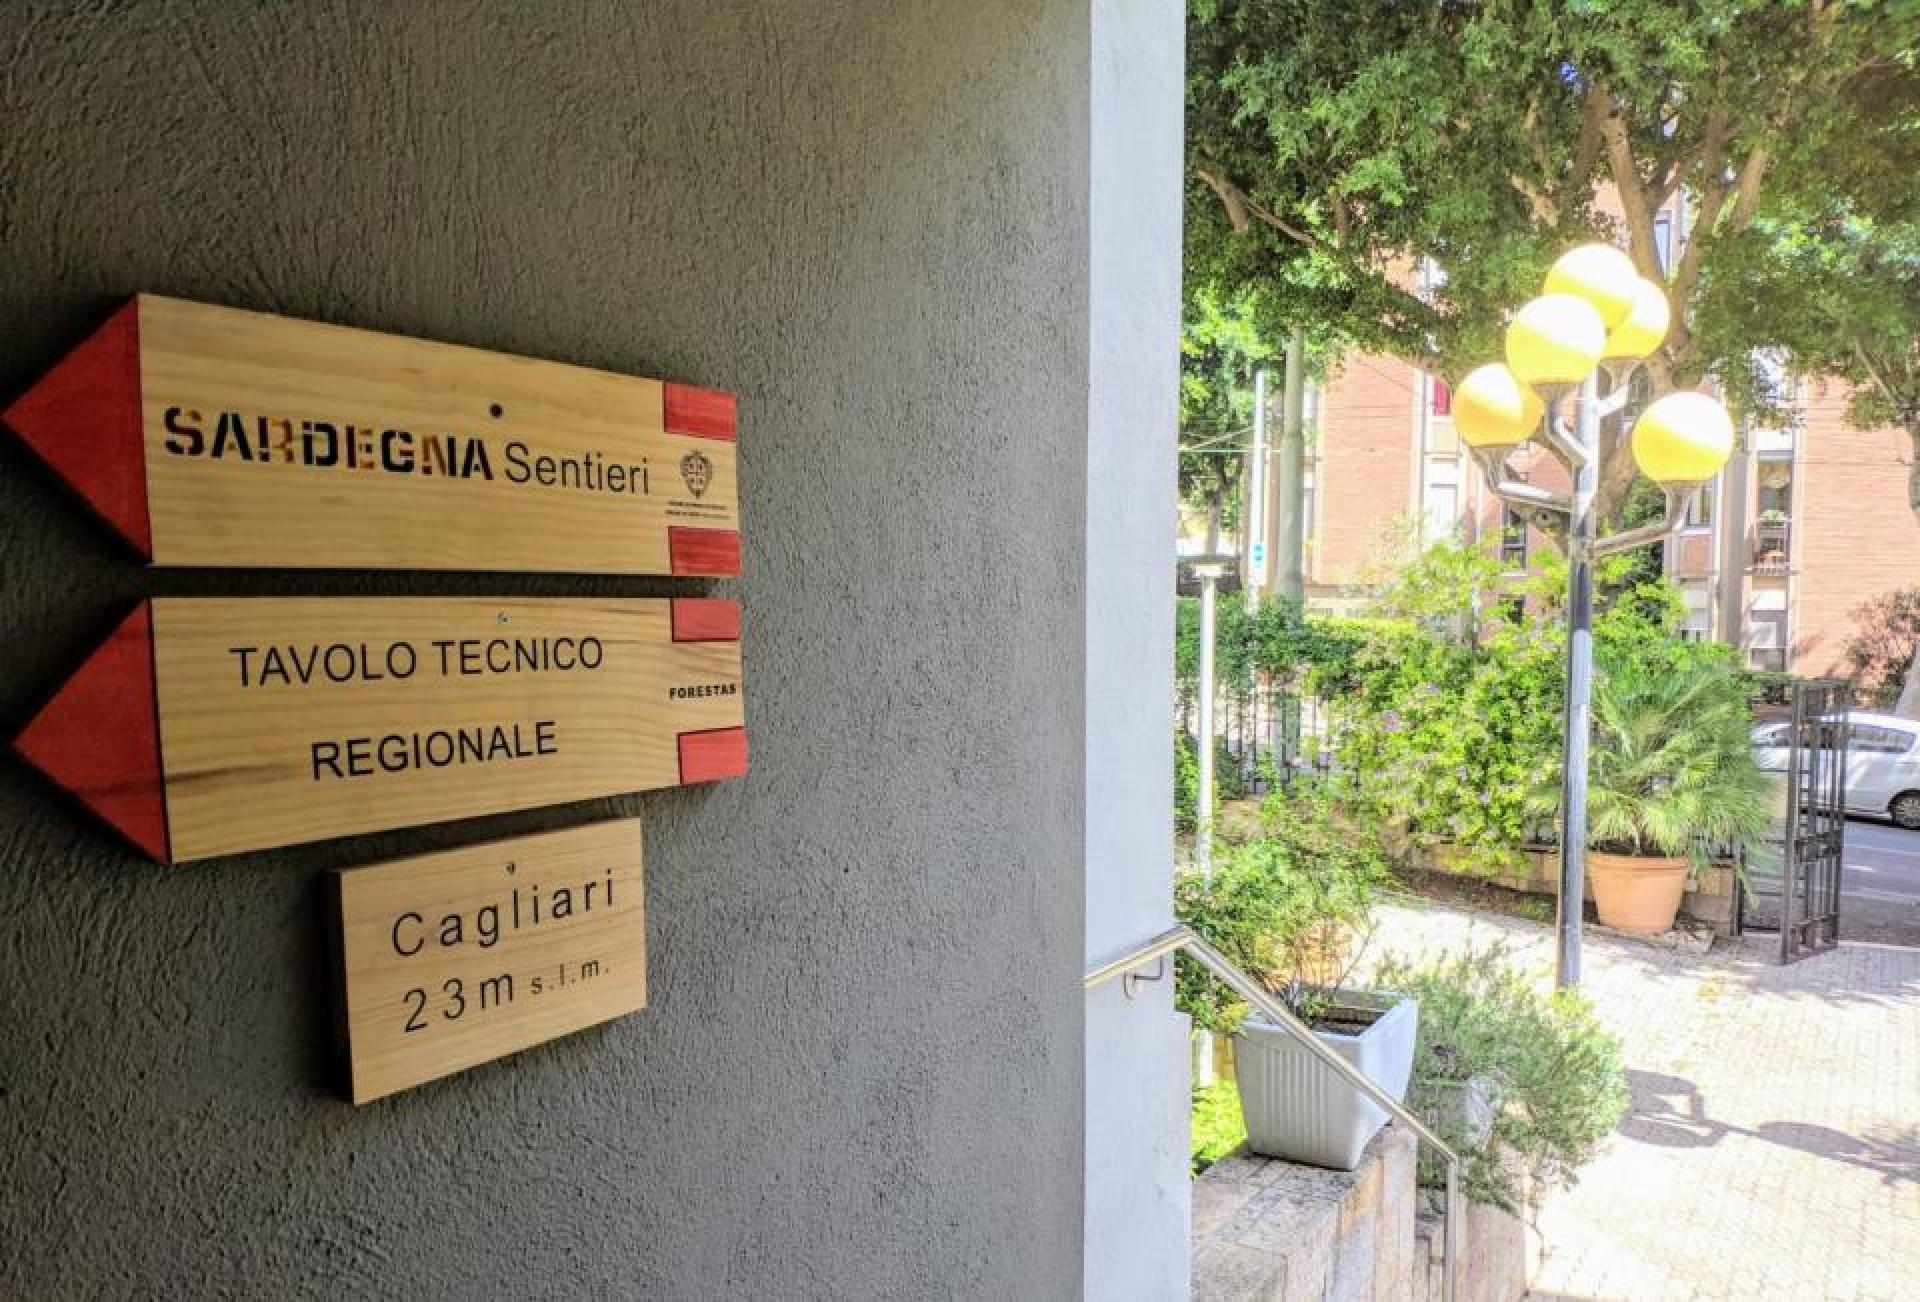 SARDEGNA Sentieri
TAVOLO TECNICO
REGIONALE
FORESTAS
Cagliari
23m s.l.m.